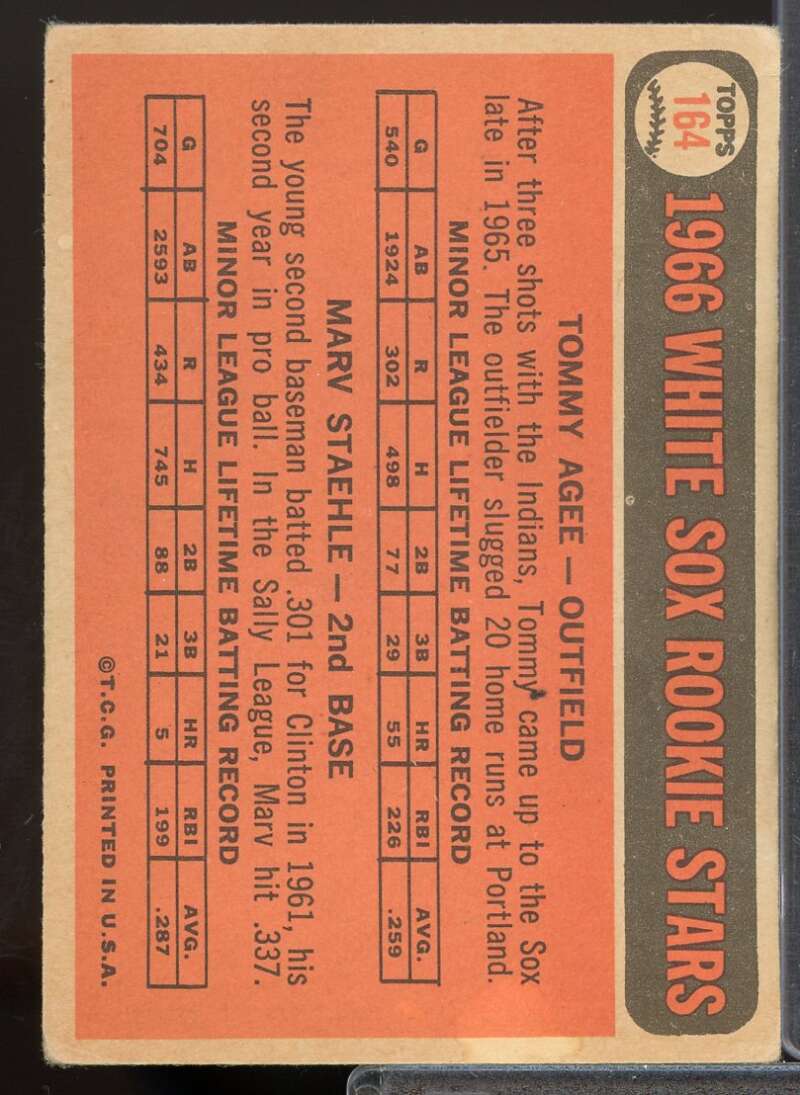 TOPPS
164
1966 WHITE SOX ROOKIE STARS
TOMMY AGEE — OUTFIELD
After three shots with the Indians, Tommy came up to the Sox
late in 1965. The outfielder slugged 20 home runs at Portland.
MINOR LEAGUE LIFETIME BATTING RECORD
G AB R H 2B 3B HR RBI AVG.
540 1924 302 498 77 29 55 226 .259
MARV STAEHLE — 2nd BASE
The young second baseman batted .301 for Clinton in 1961, his
second year in pro ball. In the Sally League, Marv hit .337.
MINOR LEAGUE LIFETIME BATTING RECORD
G AB R H 2B 3B HR RBI AVG.
704 2593 434 745 88 21 5 199 .287
©T.C.G. PRINTED IN U.S.A.